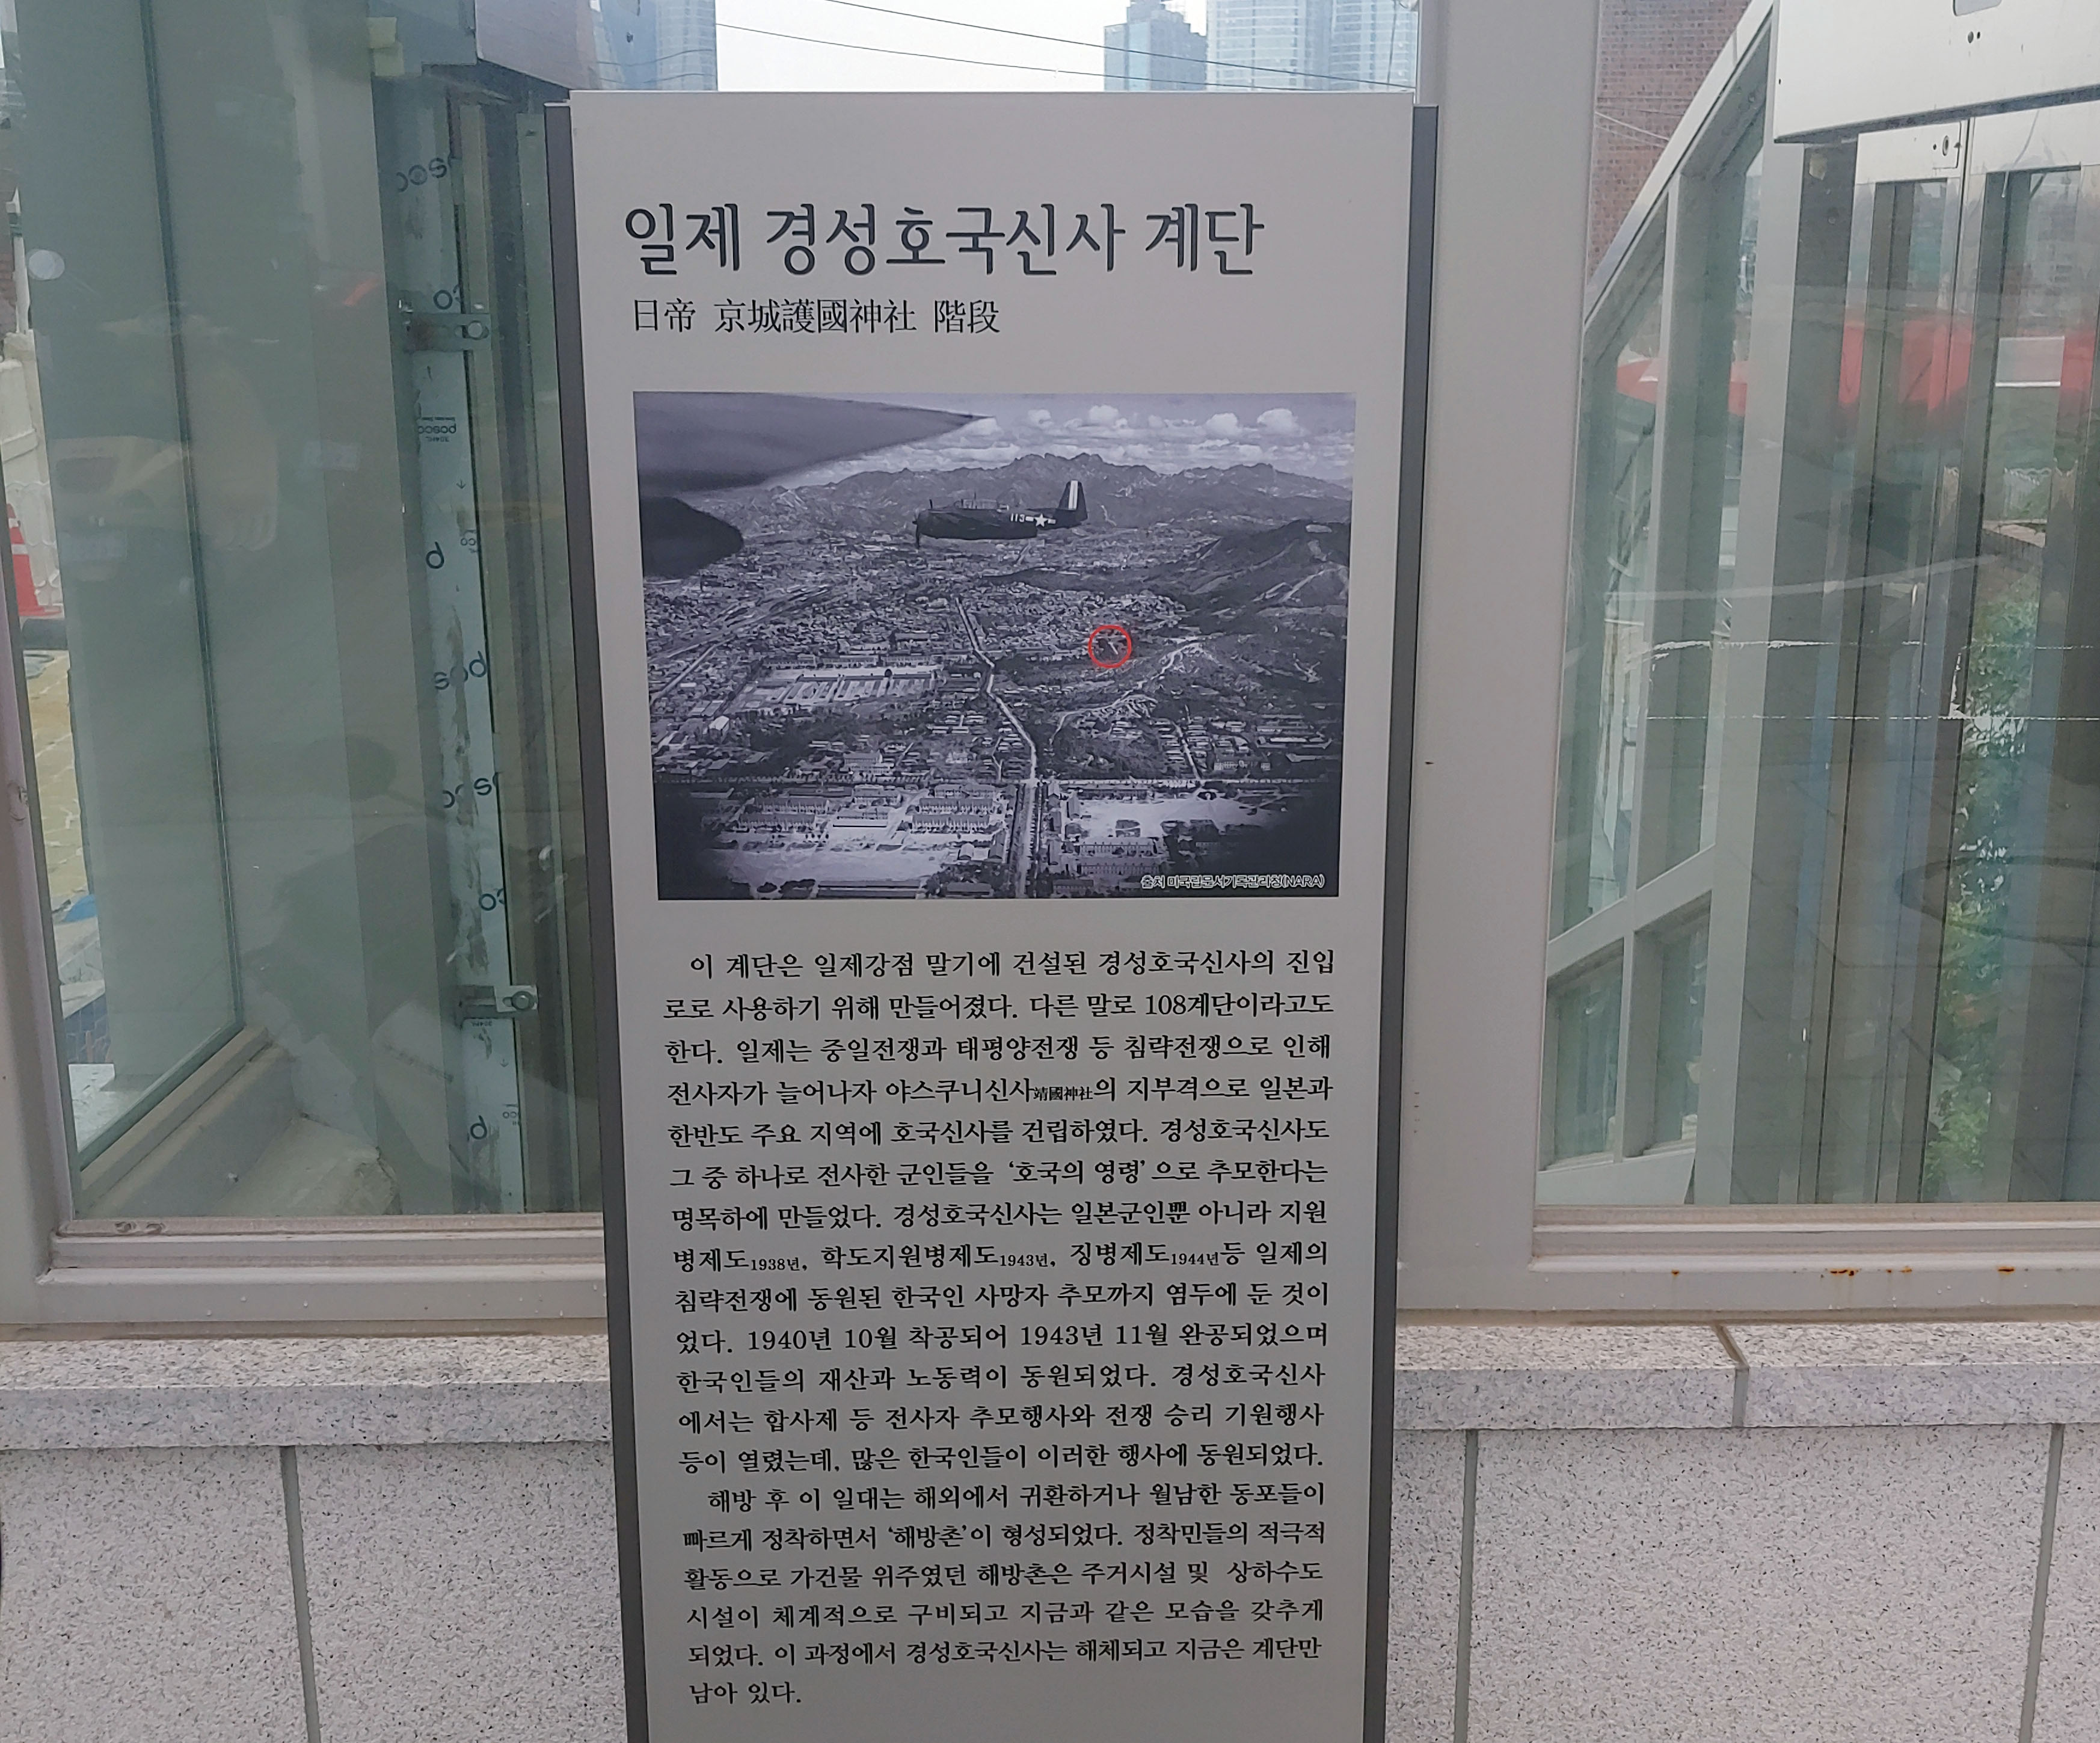 일제 경성호국신사 계단
日帝 京城護國神社 階段
113
출처 미국립문서기록관리청(NARA)
이 계단은 일제강점 말기에 건설된 경성호국신사의 진입
로로 사용하기 위해 만들어졌다. 다른 말로 108계단이라고도
한다. 일제는 중일전쟁과 태평양전쟁 등 침략전쟁으로 인해
전사자가 늘어나자 야스쿠니신사靖國神社의 지부격으로 일본과
한반도 주요 지역에 호국신사를 건립하였다. 경성호국신사도
그 중 하나로 전사한 군인들을 ‘호국의 영령’으로 추모한다는
명목하에 만들었다. 경성호국신사는 일본군인뿐 아니라 지원
병제도1938년, 학도지원병제도1943년, 징병제도1944년등 일제의
침략전쟁에 동원된 한국인 사망자 추모까지 염두에 둔 것이
었다. 1940년 10월 착공되어 1943년 11월 완공되었으며
한국인들의 재산과 노동력이 동원되었다. 경성호국신사
에서는 합사제 등 전사자 추모행사와 전쟁 승리 기원행사
등이 열렸는데, 많은 한국인들이 이러한 행사에 동원되었다.
해방 후 이 일대는 해외에서 귀환하거나 월남한 동포들이
빠르게 정착하면서 ‘해방촌’이 형성되었다. 정착민들의 적극적
활동으로 가건물 위주였던 해방촌은 주거시설 및 상하수도
시설이 체계적으로 구비되고 지금과 같은 모습을 갖추게
되었다. 이 과정에서 경성호국신사는 해체되고 지금은 계단만
남아 있다.
posco